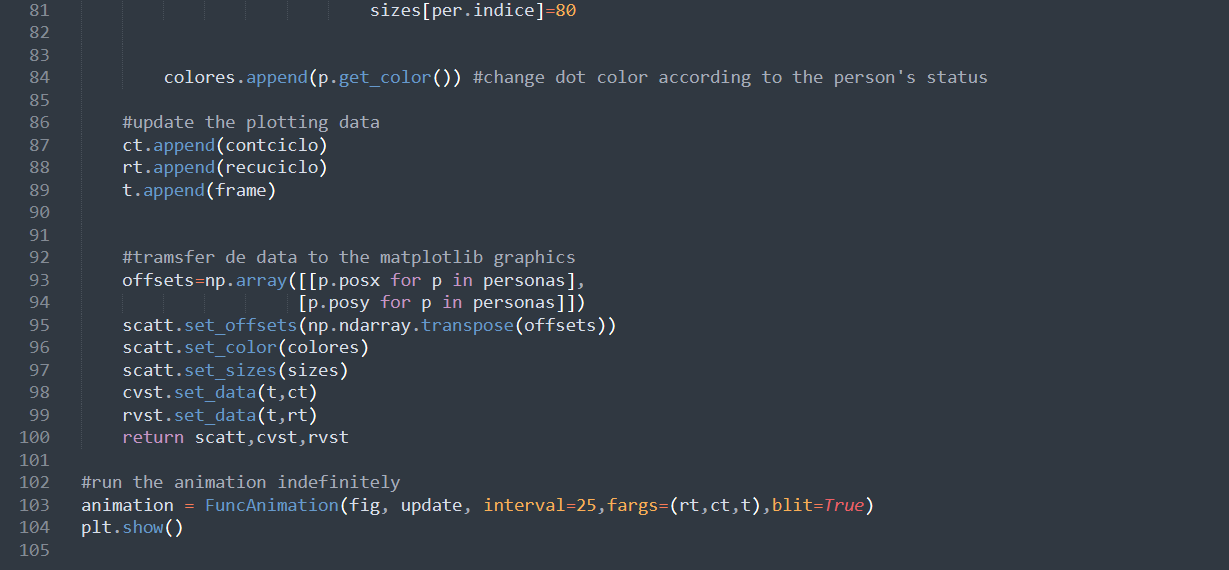 81 sizes[per.indice]=80
82
83
84 colores.append(p.get_color()) #change dot color according to the person's status
85
86 #update the plotting data
87 ct.append(contciclo)
88 rt.append(recuciclo)
89 t.append(frame)
90
91
92 #tramsfer de data to the matplotlib graphics
93 offsets=np.array([[p.posx for p in personas],
94 [p.posy for p in personas]])
95 scatt.set_offsets(np.ndarray.transpose(offsets))
96 scatt.set_color(colores)
97 scatt.set_sizes(sizes)
98 cvst.set_data(t,ct)
99 rvst.set_data(t,rt)
100 return scatt,cvst,rvst
101
102 #run the animation indefinitely
103 animation = FuncAnimation(fig, update, interval=25,fargs=(rt,ct,t),blit=True)
104 plt.show()
105